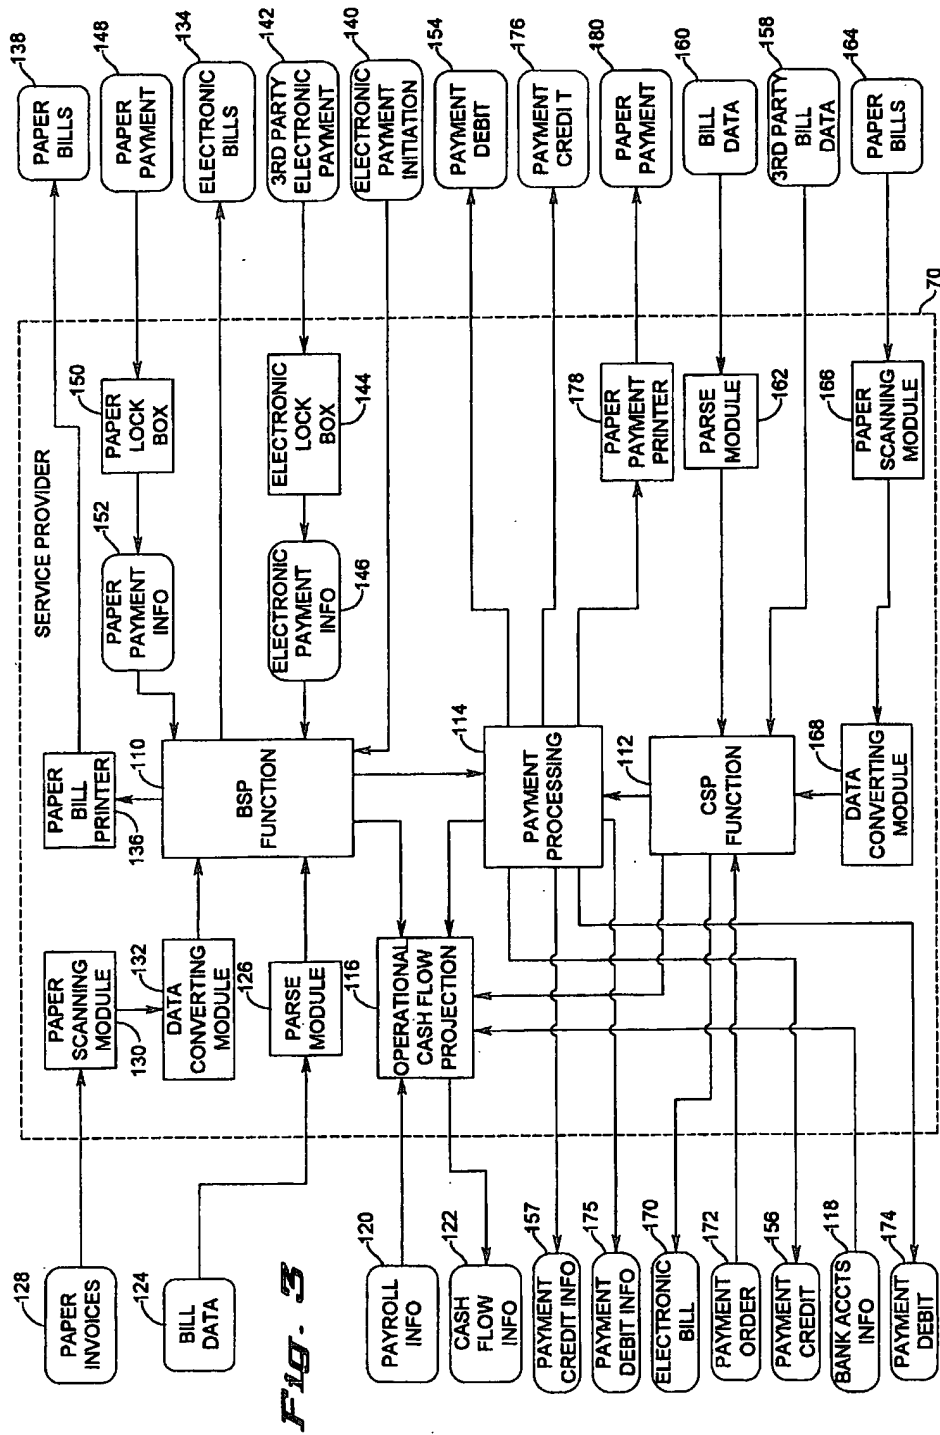 138
PAPER
BILLS
148
PAPER
PAYMENT
134
ELECTRONIC
BILLS
142
3RD PARTY
ELECTRONIC
PAYMENT
140
ELECTRONIC
PAYMENT
INITIATION
154
PAYMENT
DEBIT
176
PAYMENT
CREDIT
180
PAPER
PAYMENT
160
BILL
DATA
158
3RD PARTY
BILL
DATA
164
PAPER
BILLS
70
SERVICE PROVIDER
150
PAPER
LOCK
BOX
152
PAPER
PAYMENT
INFO
ELECTRONIC
LOCK
BOX
144
ELECTRONIC
PAYMENT
INFO
146
178
PAPER
PAYMENT
PRINTER
PARSE
MODULE
162
166
PAPER
SCANNING
MODULE
PAPER
BILL
PRINTER
136
110
BSP
FUNCTION
114
PAYMENT
PROCESSING
112
CSP
FUNCTION
168
DATA
CONVERTING
MODULE
PAPER
SCANNING
MODULE
130
132
DATA
CONVERTING
MODULE
126
PARSE
MODULE
116
OPERATIONAL
CASH FLOW
PROJECTION
128
PAPER
INVOICES
124
BILL
DATA
120
PAYROLL
INFO
122
CASH
FLOW
INFO
157
PAYMENT
CREDIT INFO
175
PAYMENT
DEBIT INFO
170
ELECTRONIC
BILL
172
PAYMENT
ORDER
156
PAYMENT
CREDIT
118
BANK ACCTS
INFO
174
PAYMENT
DEBIT
Fig. 3